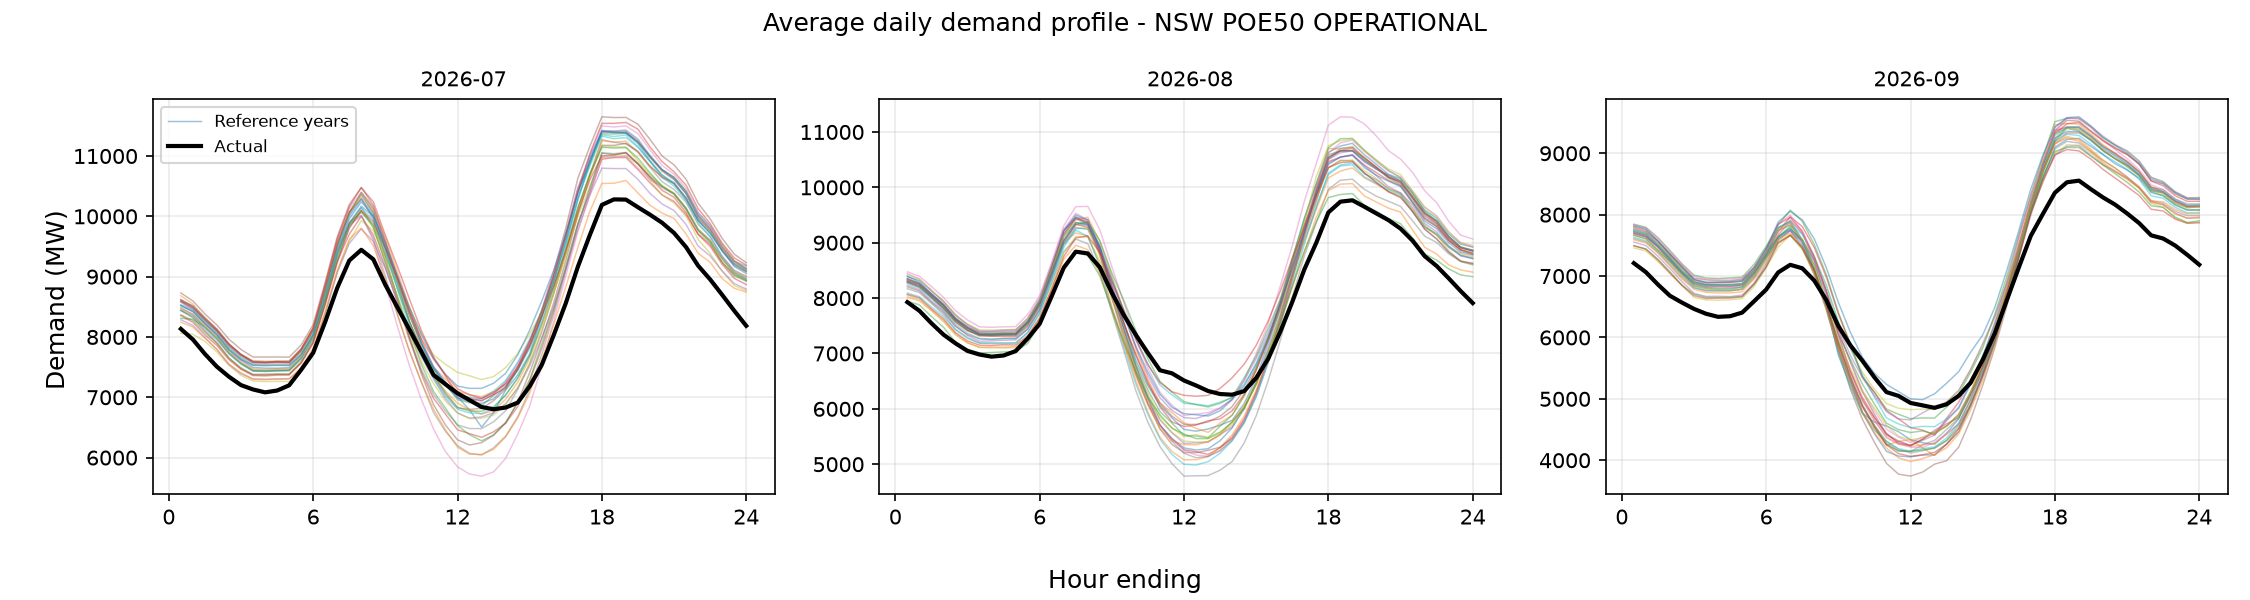 Average daily demand profile - NSW POE50 OPERATIONAL
2026-07
2026-08
2026-09
Reference years
Actual
Demand (MW)
11000
10000
9000
8000
7000
6000
0 6 12 18 24
11000
10000
9000
8000
7000
6000
5000
0 6 12 18 24
9000
8000
7000
6000
5000
4000
0 6 12 18 24
Hour ending